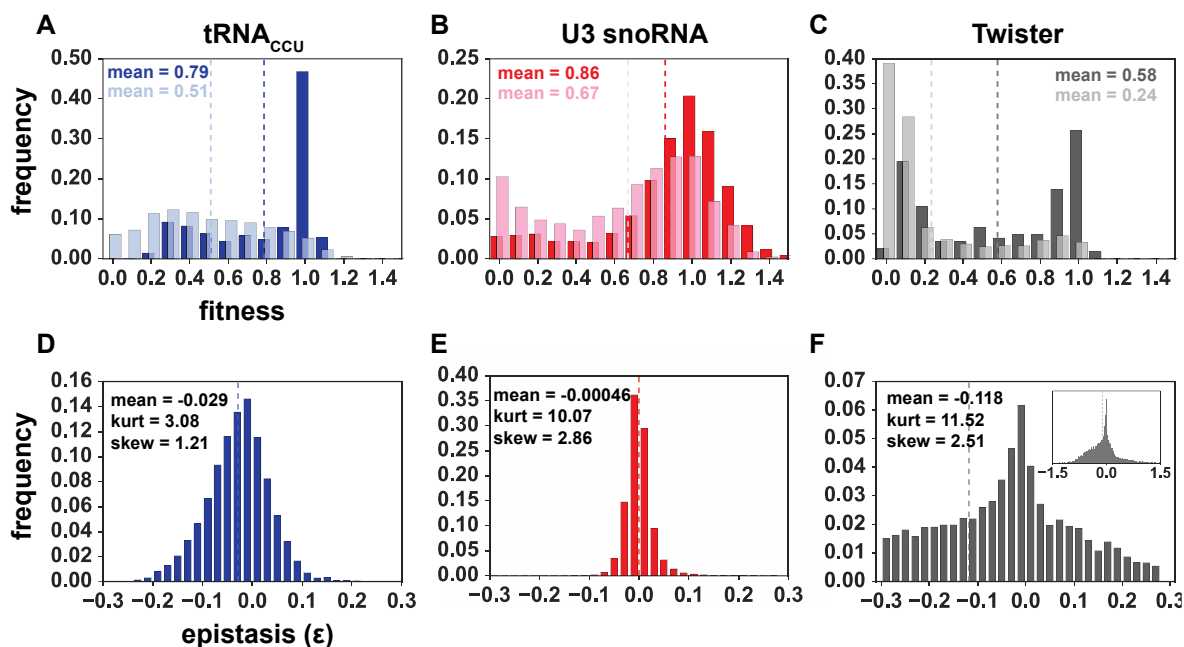 A
tRNA CCU
0.50
0.40
0.30
0.20
0.10
0.00
frequency
mean = 0.79
mean = 0.51
0.0 0.2 0.4 0.6 0.8 1.0 1.2 1.4
fitness
B
U3 snoRNA
0.25
0.20
0.15
0.10
0.05
0.00
mean = 0.86
mean = 0.67
0.0 0.2 0.4 0.6 0.8 1.0 1.2 1.4
C
Twister
0.40
0.35
0.30
0.25
0.20
0.15
0.10
0.05
0.00
mean = 0.58
mean = 0.24
0.0 0.2 0.4 0.6 0.8 1.0 1.2 1.4
D
0.16
0.14
0.12
0.10
0.08
0.06
0.04
0.02
0.00
frequency
mean = -0.029
kurt = 3.08
skew = 1.21
−0.3 −0.2 −0.1 0.0 0.1 0.2 0.3
epistasis (ε)
E
0.40
0.35
0.30
0.25
0.20
0.15
0.10
0.05
0.00
mean = -0.00046
kurt = 10.07
skew = 2.86
−0.3 −0.2 −0.1 0.0 0.1 0.2 0.3
F
0.07
0.06
0.05
0.04
0.03
0.02
0.01
0.00
mean = -0.118
kurt = 11.52
skew = 2.51
−1.5 0.0 1.5
−0.3 −0.2 −0.1 0.0 0.1 0.2 0.3